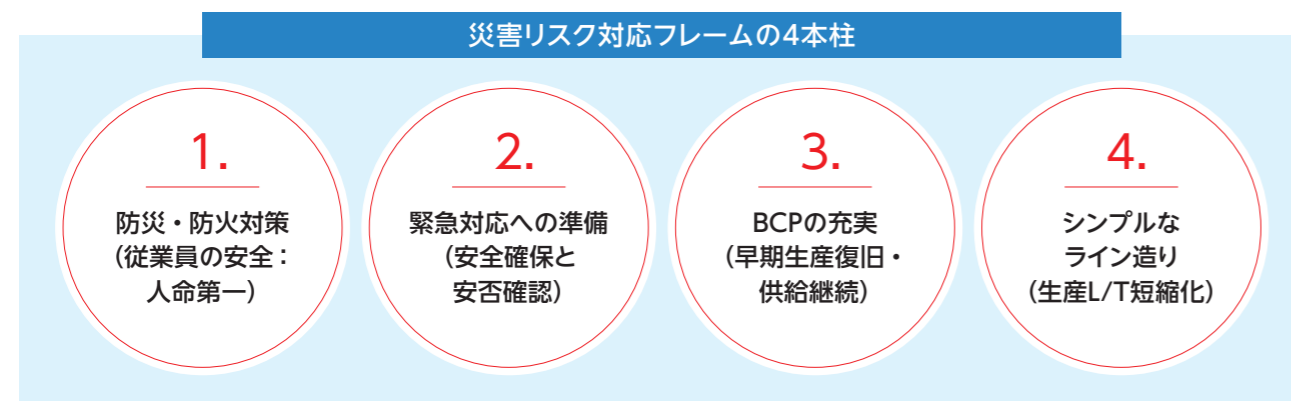 災害リスク対応フレームの4本柱
1.
防災・防火対策
(従業員の安全:
人命第一)
2.
緊急対応への準備
(安全確保と
安否確認)
3.
BCPの充実
(早期生産復旧・
供給継続)
4.
シンプルな
ライン造り
(生産L/T短縮化)